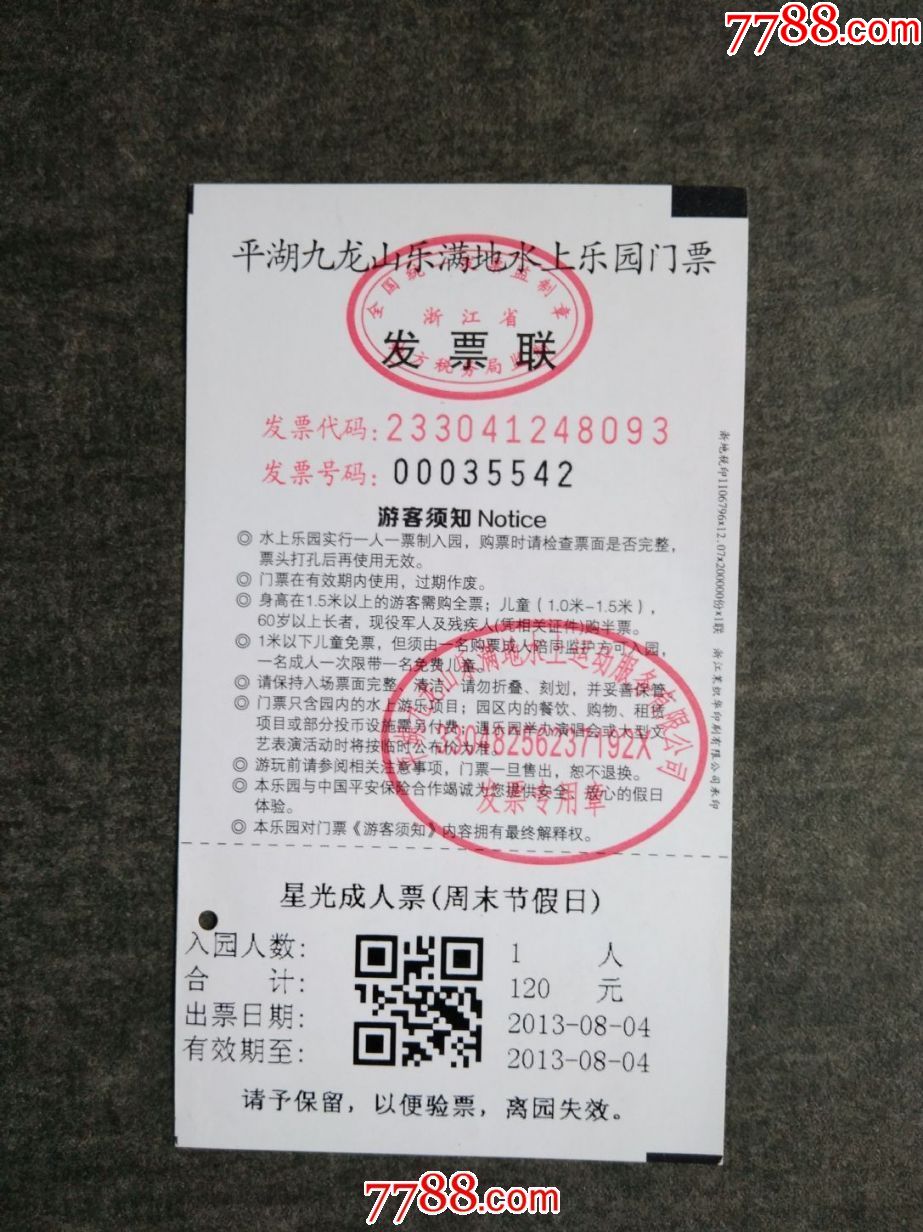 7788.com
平湖九龙山乐满地水上乐园门票
浙江省
发票联
发票代码：233041248093
发票号码：00035542
游客须知 Notice
◎ 水上乐园实行一人一票制入园，购票时请检查票面是否完整，
票头打孔后再使用无效。
◎ 门票在有效期内使用，过期作废。
◎ 身高在1.5米以上的游客需购全票；儿童（1.0米-1.5米），
60岁以上长者，现役军人及残疾人(凭相关证件)购半票。
◎ 1米以下儿童免票，但须由一名购票成人陪同监护方可入园，
一名成人一次限带一名免费儿童。
◎ 请保持入场票面完整、清洁、请勿折叠、刻划，并妥善保管。
◎ 门票只含园内的水上游乐项目；园区内的餐饮、购物、租赁
项目或部分投币设施需另付费；遇乐园举办演唱会或大型文
艺表演活动时将按临时公布价为准。
◎ 游玩前请参阅相关注意事项，门票一旦售出，恕不退换。
◎ 本乐园与中国平安保险合作竭诚为您提供安全、放心的假日
体验。
◎ 本乐园对门票《游客须知》内容拥有最终解释权。
平湖九龙山乐满地水上运动服务有限公司
33048256237192X
发票专用章
星光成人票(周末节假日)
入园人数： 1 人
合 计： 120 元
出票日期： 2013-08-04
有效期至： 2013-08-04
请予保留，以便验票，离园失效。
7788.com